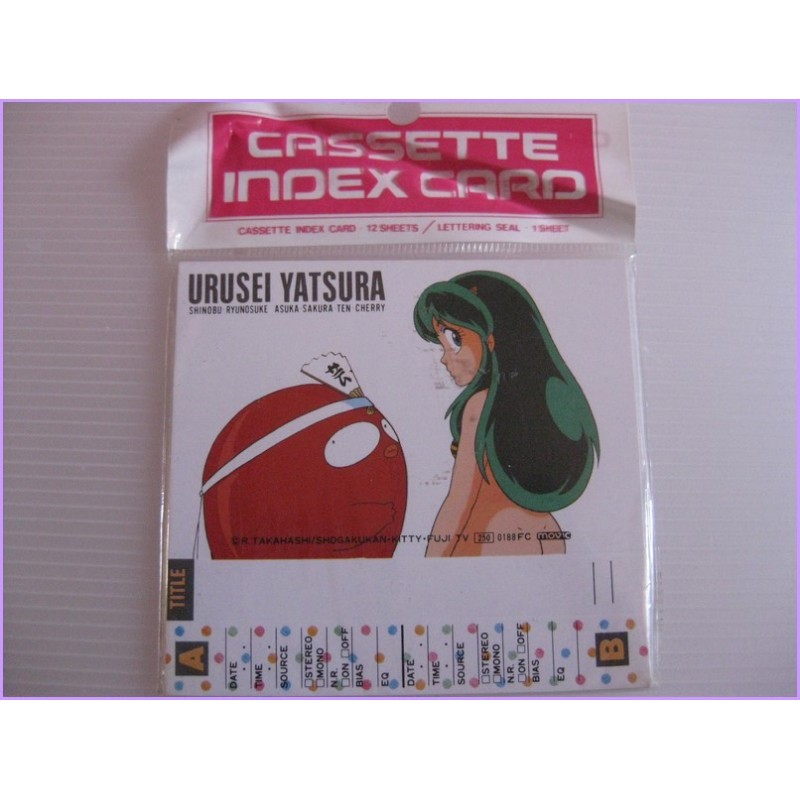 CASSETTE
INDEX CARD
CASSETTE INDEX CARD · 12 SHEETS / LETTERING SEAL · 1 SHEET
URUSEI YATSURA
SHINOBU·RYUNOSUKE ASUKA·SAKURA·TEN·CHERRY
©R.TAKAHASHI/SHOGAKUKAN·KITTY·FUJI TV 250 0188 FC movic
TITLE
A
DATE · ·
TIME · ·
SOURCE
□STEREO
□MONO
N.R.
□ON □OFF
BIAS
EQ
DATE · ·
TIME · ·
SOURCE
□STEREO
□MONO
N.R.
□ON □OFF
BIAS
EQ
B